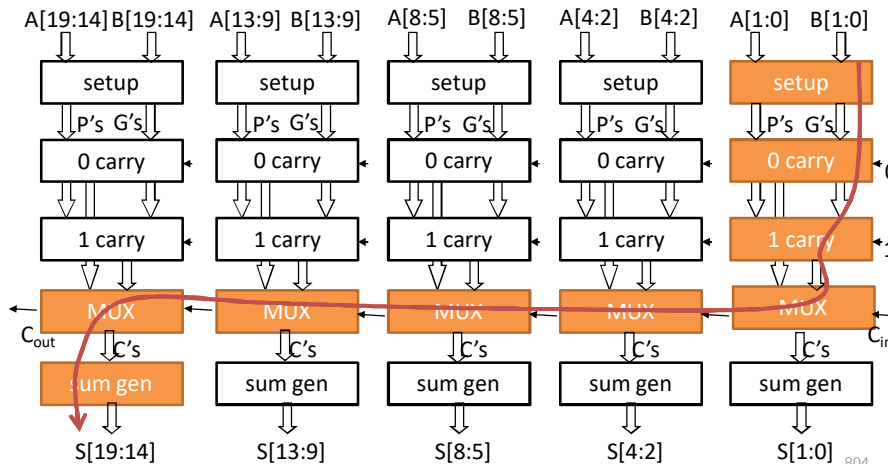 A[19:14] B[19:14] A[13:9] B[13:9] A[8:5] B[8:5] A[4:2] B[4:2] A[1:0] B[1:0]
setup setup setup setup setup
P's G's P's G's P's G's P's G's P's G's
0 carry 0 carry 0 carry 0 carry 0 carry 0
1 carry 1 carry 1 carry 1 carry 1 carry 1
MUX MUX MUX MUX MUX
Cout C's C's C's C's C's Cin
sum gen sum gen sum gen sum gen sum gen
S[19:14] S[13:9] S[8:5] S[4:2] S[1:0]
804